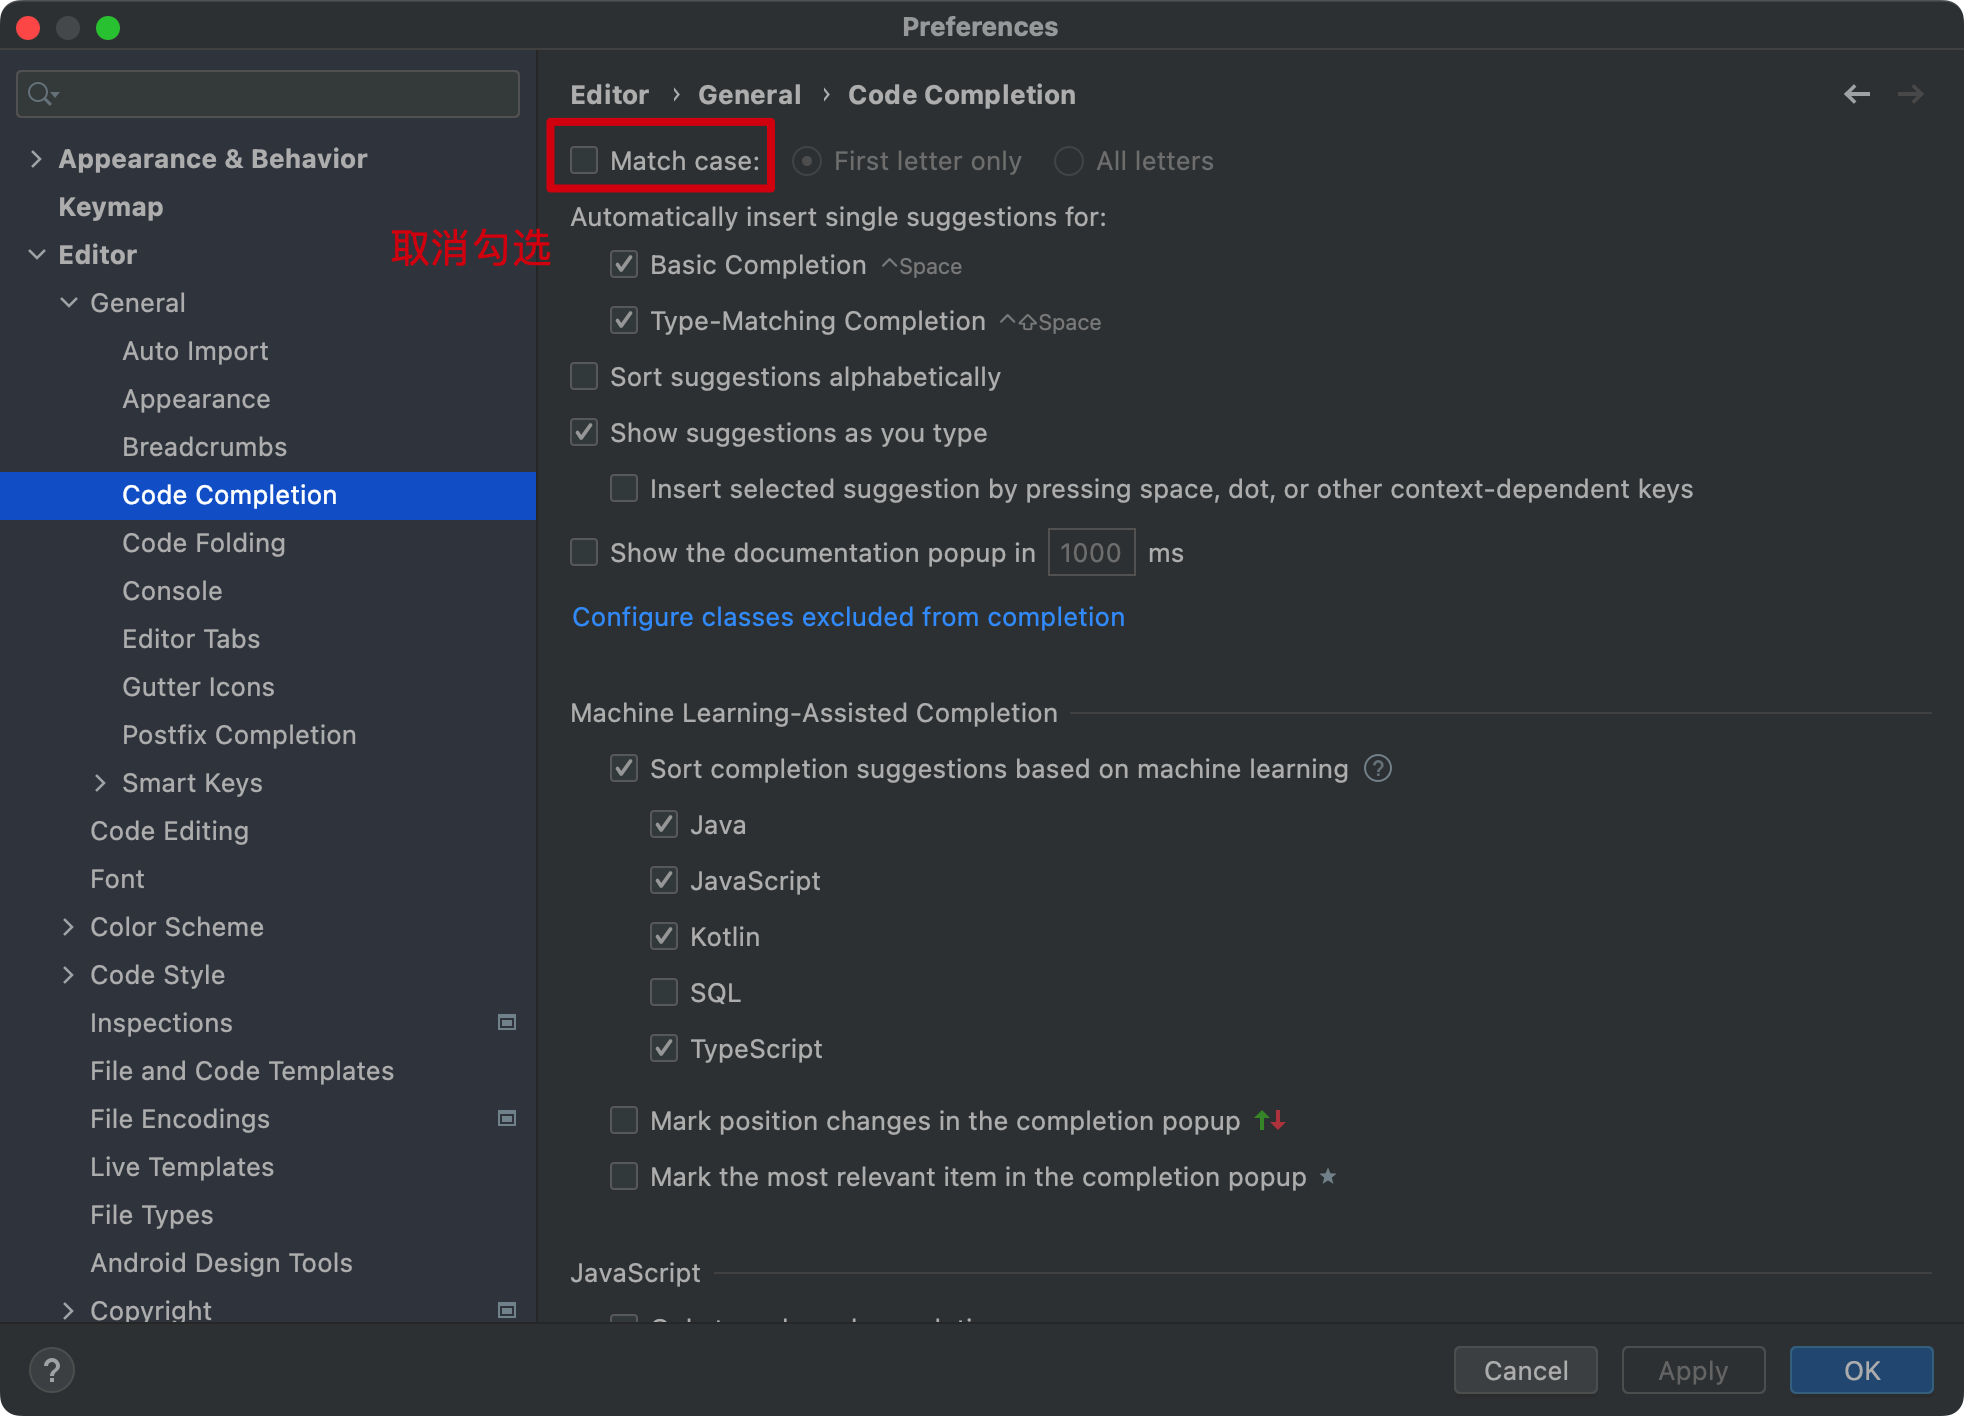 Preferences
Appearance & Behavior
Keymap
Editor
General
Auto Import
Appearance
Breadcrumbs
Code Completion
Code Folding
Console
Editor Tabs
Gutter Icons
Postfix Completion
Smart Keys
Code Editing
Font
Color Scheme
Code Style
Inspections
File and Code Templates
File Encodings
Live Templates
File Types
Android Design Tools
Copyright
Editor › General › Code Completion
Match case: First letter only All letters
取消勾选
Automatically insert single suggestions for:
Basic Completion ^Space
Type-Matching Completion ^⇧Space
Sort suggestions alphabetically
Show suggestions as you type
Insert selected suggestion by pressing space, dot, or other context-dependent keys
Show the documentation popup in 1000 ms
Configure classes excluded from completion
Machine Learning-Assisted Completion
Sort completion suggestions based on machine learning ?
Java
JavaScript
Kotlin
SQL
TypeScript
Mark position changes in the completion popup
Mark the most relevant item in the completion popup
JavaScript
? Cancel Apply OK